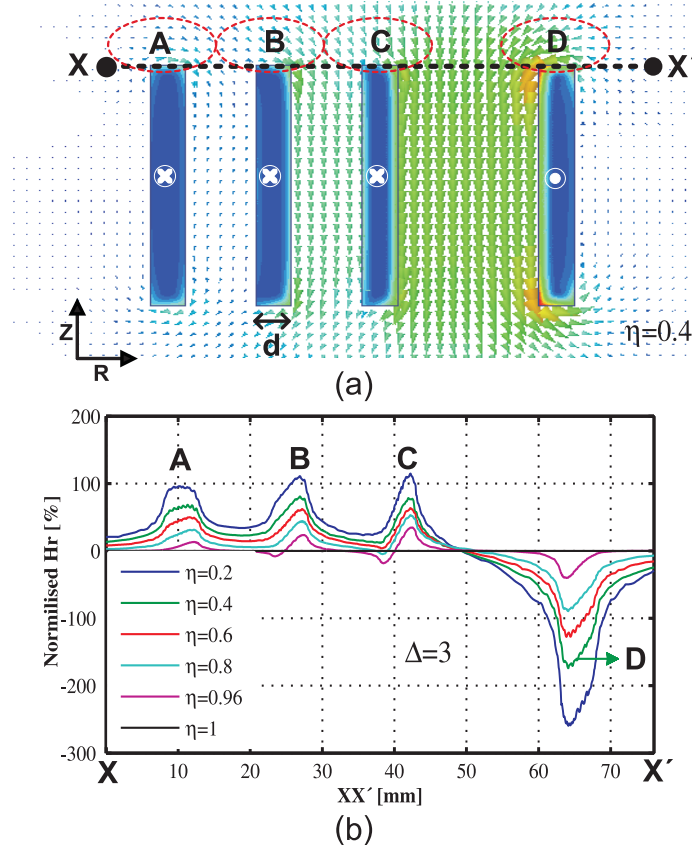 A B C D
X X´
Z
R
d
η=0.4
(a)
200
100
0
-100
-200
-300
Normilised Hr [%]
A B C
η=0.2
η=0.4
η=0.6
η=0.8
η=0.96
η=1
Δ=3
D
X 10 20 30 40 50 60 70 X´
XX´ [mm]
(b)